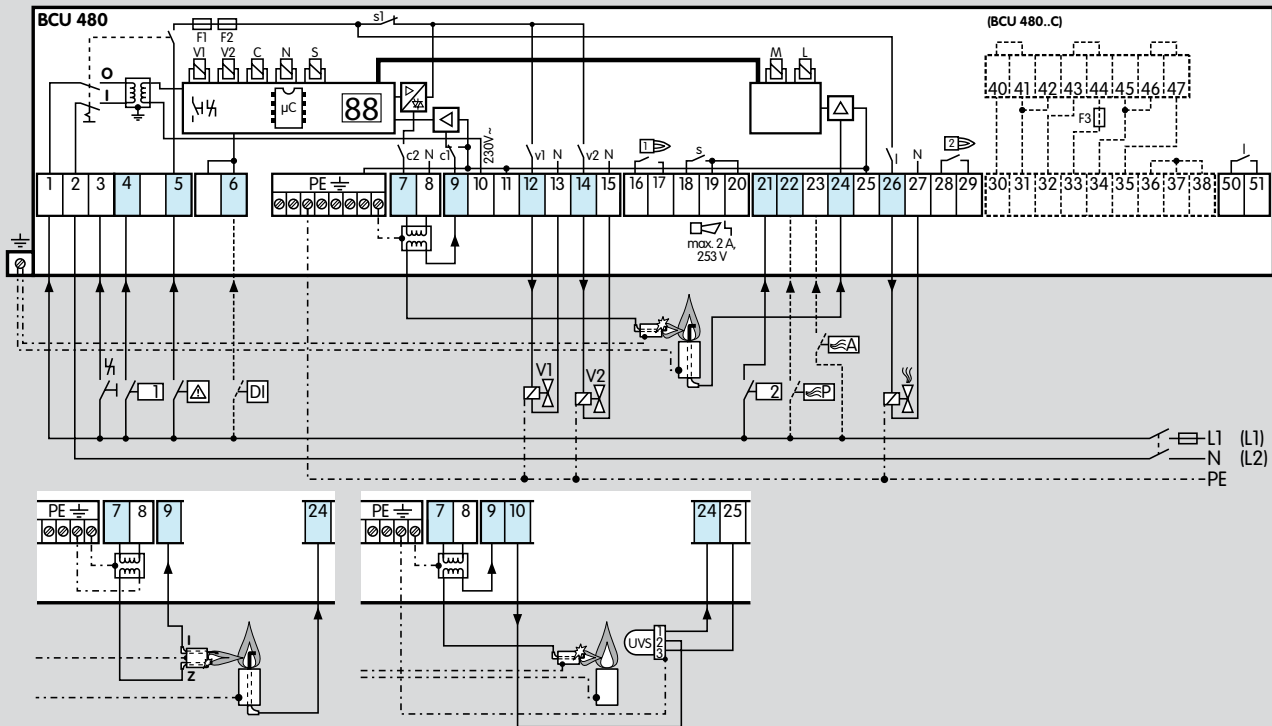 BCU 480
s1
(BCU 480..C)
F1 F2
V1 V2 C N S
M L
O
I
µC
88
40 41 42 43 44 45 46 47
F3
230V~
c2 N c1
v1 N v2 N
1
s
l N
2
l
1 2 3 4 5 6
PE
7 8 9 10 11 12 13 14 15 16 17 18 19 20 21 22 23 24 25 26 27 28 29
30 31 32 33 34 35 36 37 38
50 51
max. 2 A,
253 V
A
V1
V2
1
DI
2
P
L1 (L1)
N (L2)
PE
PE 7 8 9 24
I
Z
PE 7 8 9 10 24 25
UVS
1
2
3